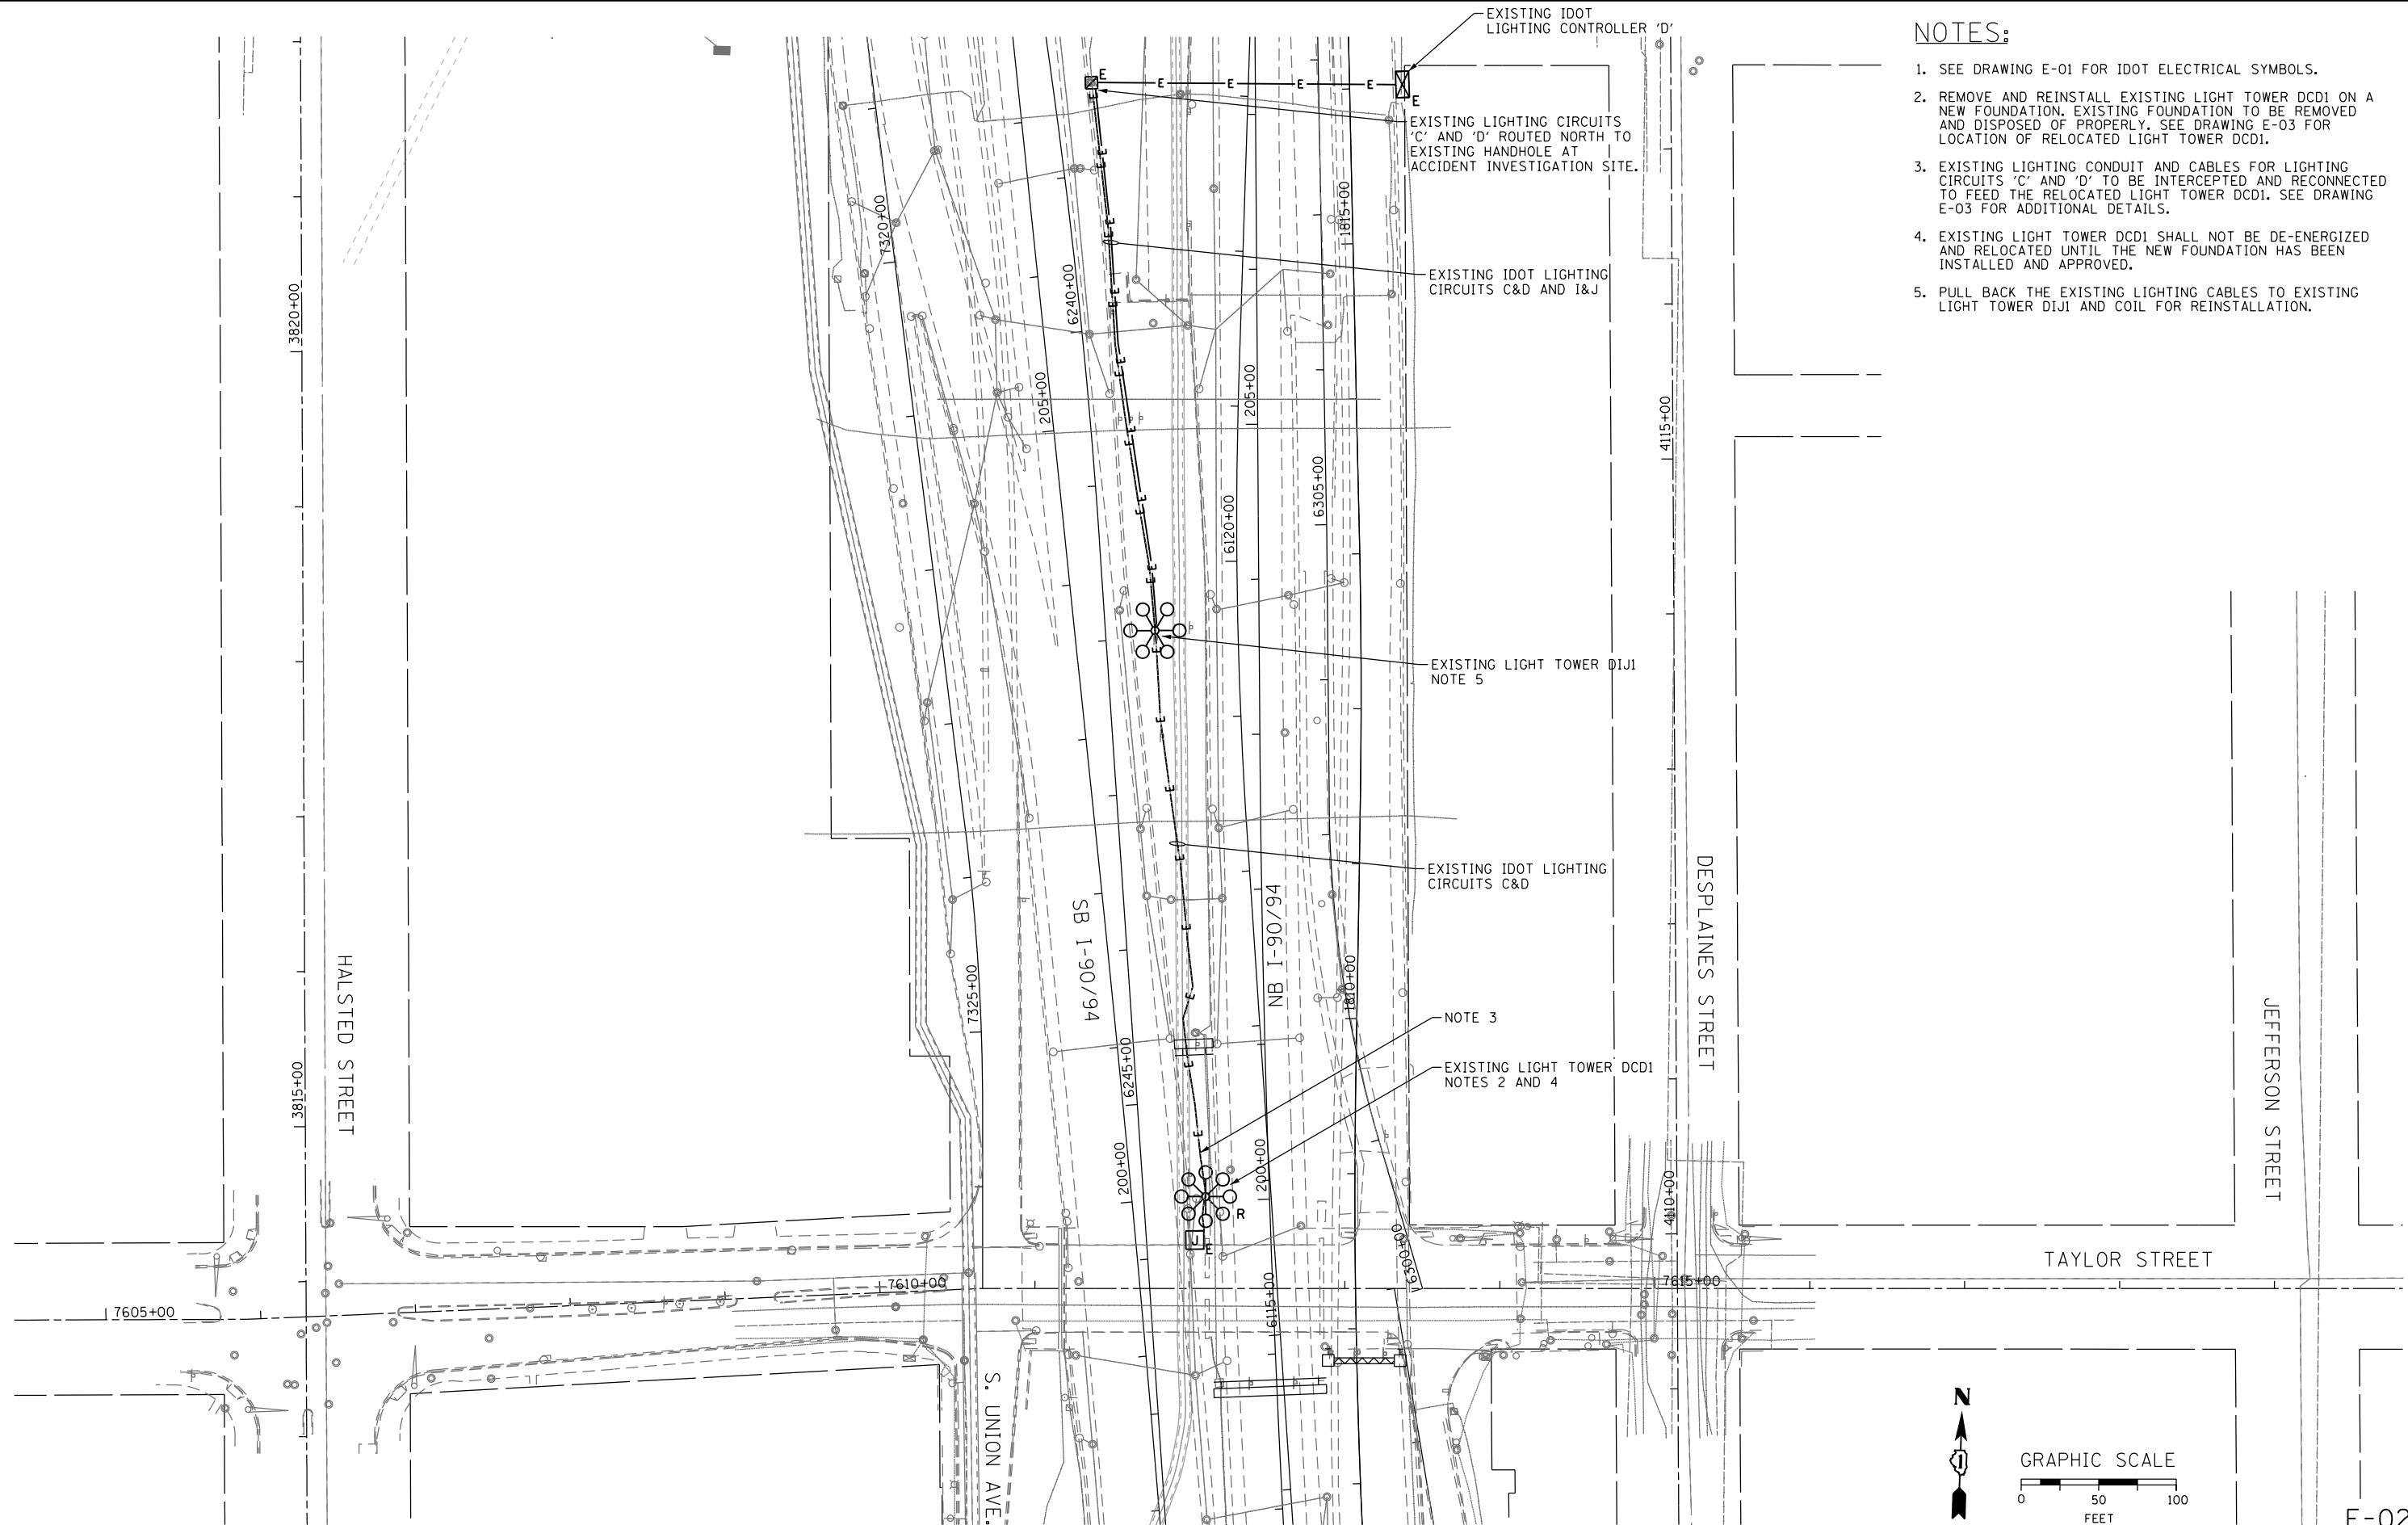 EXISTING IDOT
LIGHTING CONTROLLER 'D'
E
E
E
E
E
E
EXISTING LIGHTING CIRCUITS
'C' AND 'D' ROUTED NORTH TO
EXISTING HANDHOLE AT
ACCIDENT INVESTIGATION SITE.
NOTES:
1. SEE DRAWING E-01 FOR IDOT ELECTRICAL SYMBOLS.
2. REMOVE AND REINSTALL EXISTING LIGHT TOWER DCD1 ON A
NEW FOUNDATION. EXISTING FOUNDATION TO BE REMOVED
AND DISPOSED OF PROPERLY. SEE DRAWING E-03 FOR
LOCATION OF RELOCATED LIGHT TOWER DCD1.
3. EXISTING LIGHTING CONDUIT AND CABLES FOR LIGHTING
CIRCUITS 'C' AND 'D' TO BE INTERCEPTED AND RECONNECTED
TO FEED THE RELOCATED LIGHT TOWER DCD1. SEE DRAWING
E-03 FOR ADDITIONAL DETAILS.
4. EXISTING LIGHT TOWER DCD1 SHALL NOT BE DE-ENERGIZED
AND RELOCATED UNTIL THE NEW FOUNDATION HAS BEEN
INSTALLED AND APPROVED.
5. PULL BACK THE EXISTING LIGHTING CABLES TO EXISTING
LIGHT TOWER DIJ1 AND COIL FOR REINSTALLATION.
7320+00
1815+00
3820+00
6240+00
EXISTING IDOT LIGHTING
CIRCUITS C&D AND I&J
205+00
205+00
4115+00
6305+00
6120+00
EXISTING LIGHT TOWER DIJ1
NOTE 5
EXISTING IDOT LIGHTING
CIRCUITS C&D
SB I-90/94
NB I-90/94
DESPLAINES STREET
HALSTED STREET
JEFFERSON STREET
7325+00
1810+00
NOTE 3
3815+00
6245+00
EXISTING LIGHT TOWER DCD1
NOTES 2 AND 4
200+00
200+00
4110+00
R
J
E
6300+00
TAYLOR STREET
7605+00
7610+00
7615+00
6115+00
S. UNION AVE.
N
1
GRAPHIC SCALE
0 50 100
FEET
E-02